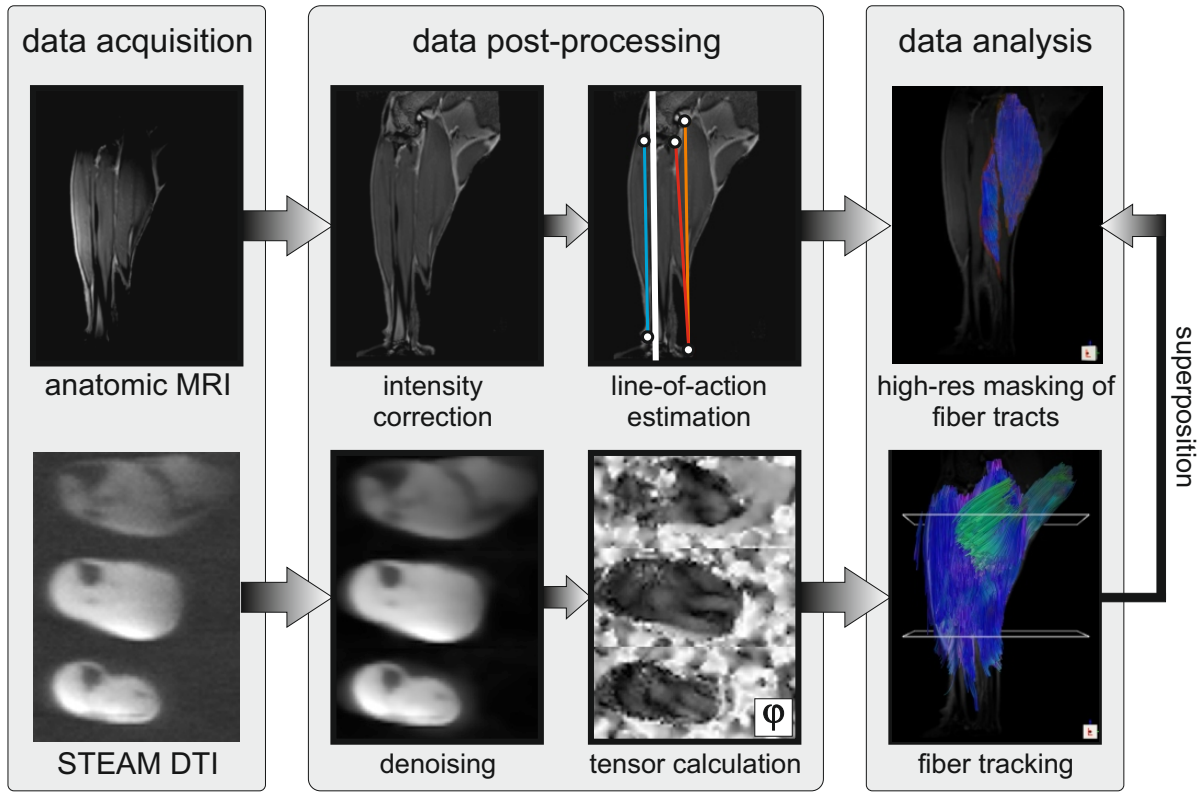 data acquisition
data post-processing
data analysis
anatomic MRI
intensity
correction
line-of-action
estimation
high-res masking of
fiber tracts
superposition
STEAM DTI
denoising
φ
tensor calculation
fiber tracking